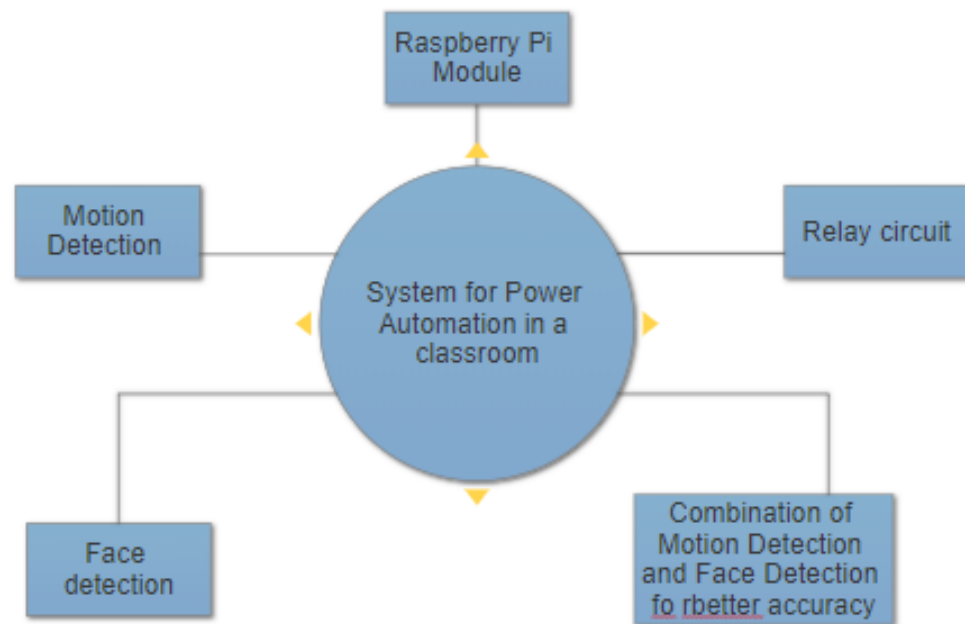 Raspberry Pi
Module
Motion
Detection
Relay circuit
System for Power
Automation in a
classroom
Face
detection
Combination of
Motion Detection
and Face Detection
fo rbetter accuracy